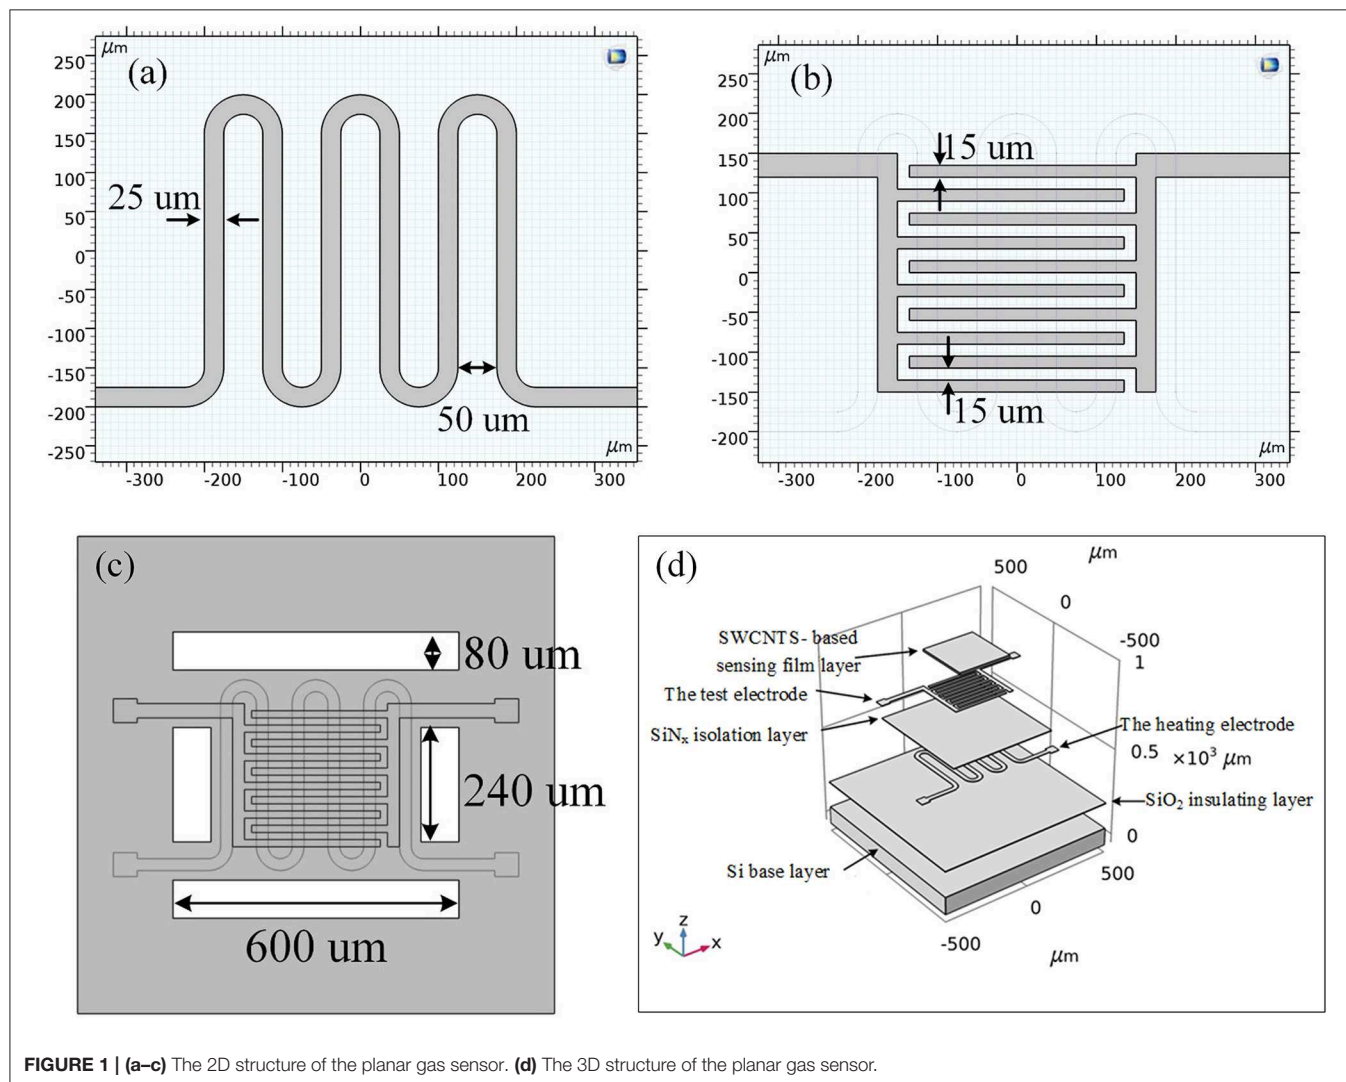 μm
(a)
250
200
150
100
50
0
-50
-100
-150
-200
-250
25 um
50 um
μm
-300
-200
-100
0
100
200
300
μm
(b)
250
200
150
100
50
0
-50
-100
-150
-200
15 um
15 um
μm
-300
-200
-100
0
100
200
300
(c)
80 um
240 um
600 um
(d)
μm
500
0
-500
1
SWCNTS- based
sensing film layer
The test electrode
SiNx isolation layer
The heating electrode
0.5 ×10³ μm
SiO₂ insulating layer
0
Si base layer
500
0
-500
μm
z
y
x
FIGURE 1 | (a–c) The 2D structure of the planar gas sensor. (d) The 3D structure of the planar gas sensor.